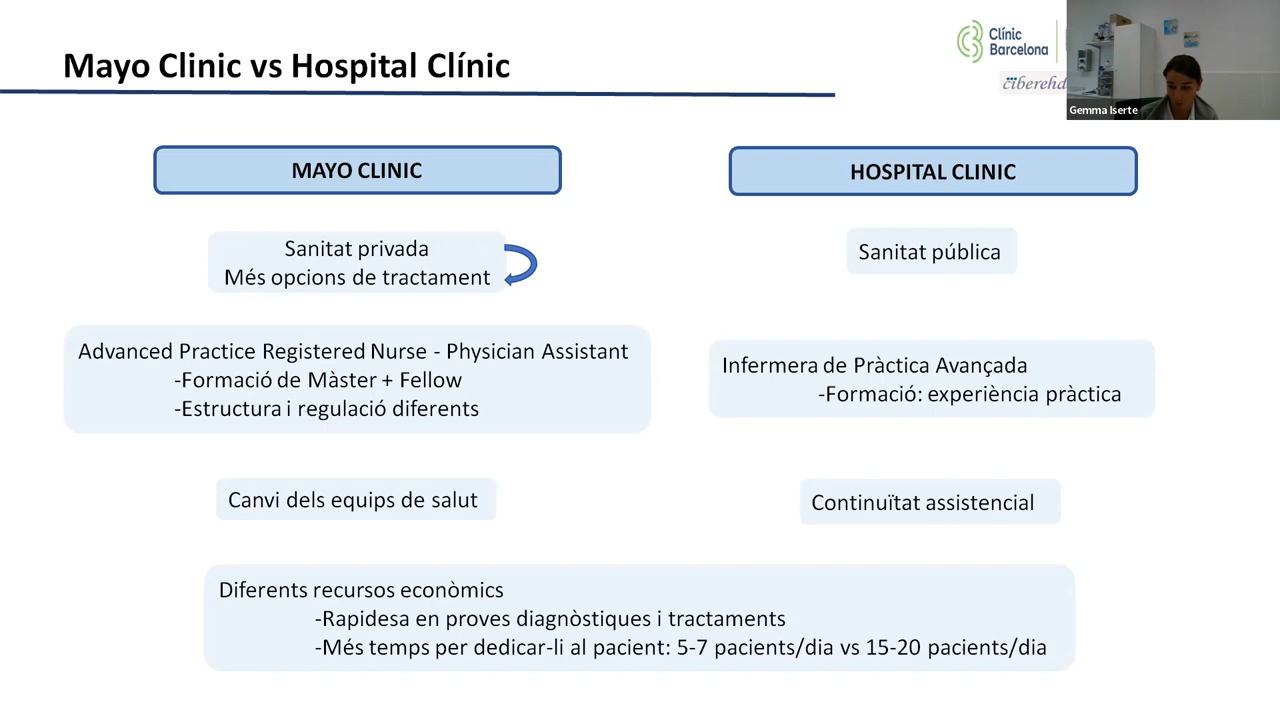 Mayo Clinic vs Hospital Clínic
Clínic
Barcelona
ciberehd
Gemma Iserte
MAYO CLINIC
HOSPITAL CLINIC
Sanitat privada
Més opcions de tractament
Sanitat pública
Advanced Practice Registered Nurse - Physician Assistant
-Formació de Màster + Fellow
-Estructura i regulació diferents
Infermera de Pràctica Avançada
-Formació: experiència pràctica
Canvi dels equips de salut
Continuïtat assistencial
Diferents recursos econòmics
-Rapidesa en proves diagnòstiques i tractaments
-Més temps per dedicar-li al pacient: 5-7 pacients/dia vs 15-20 pacients/dia